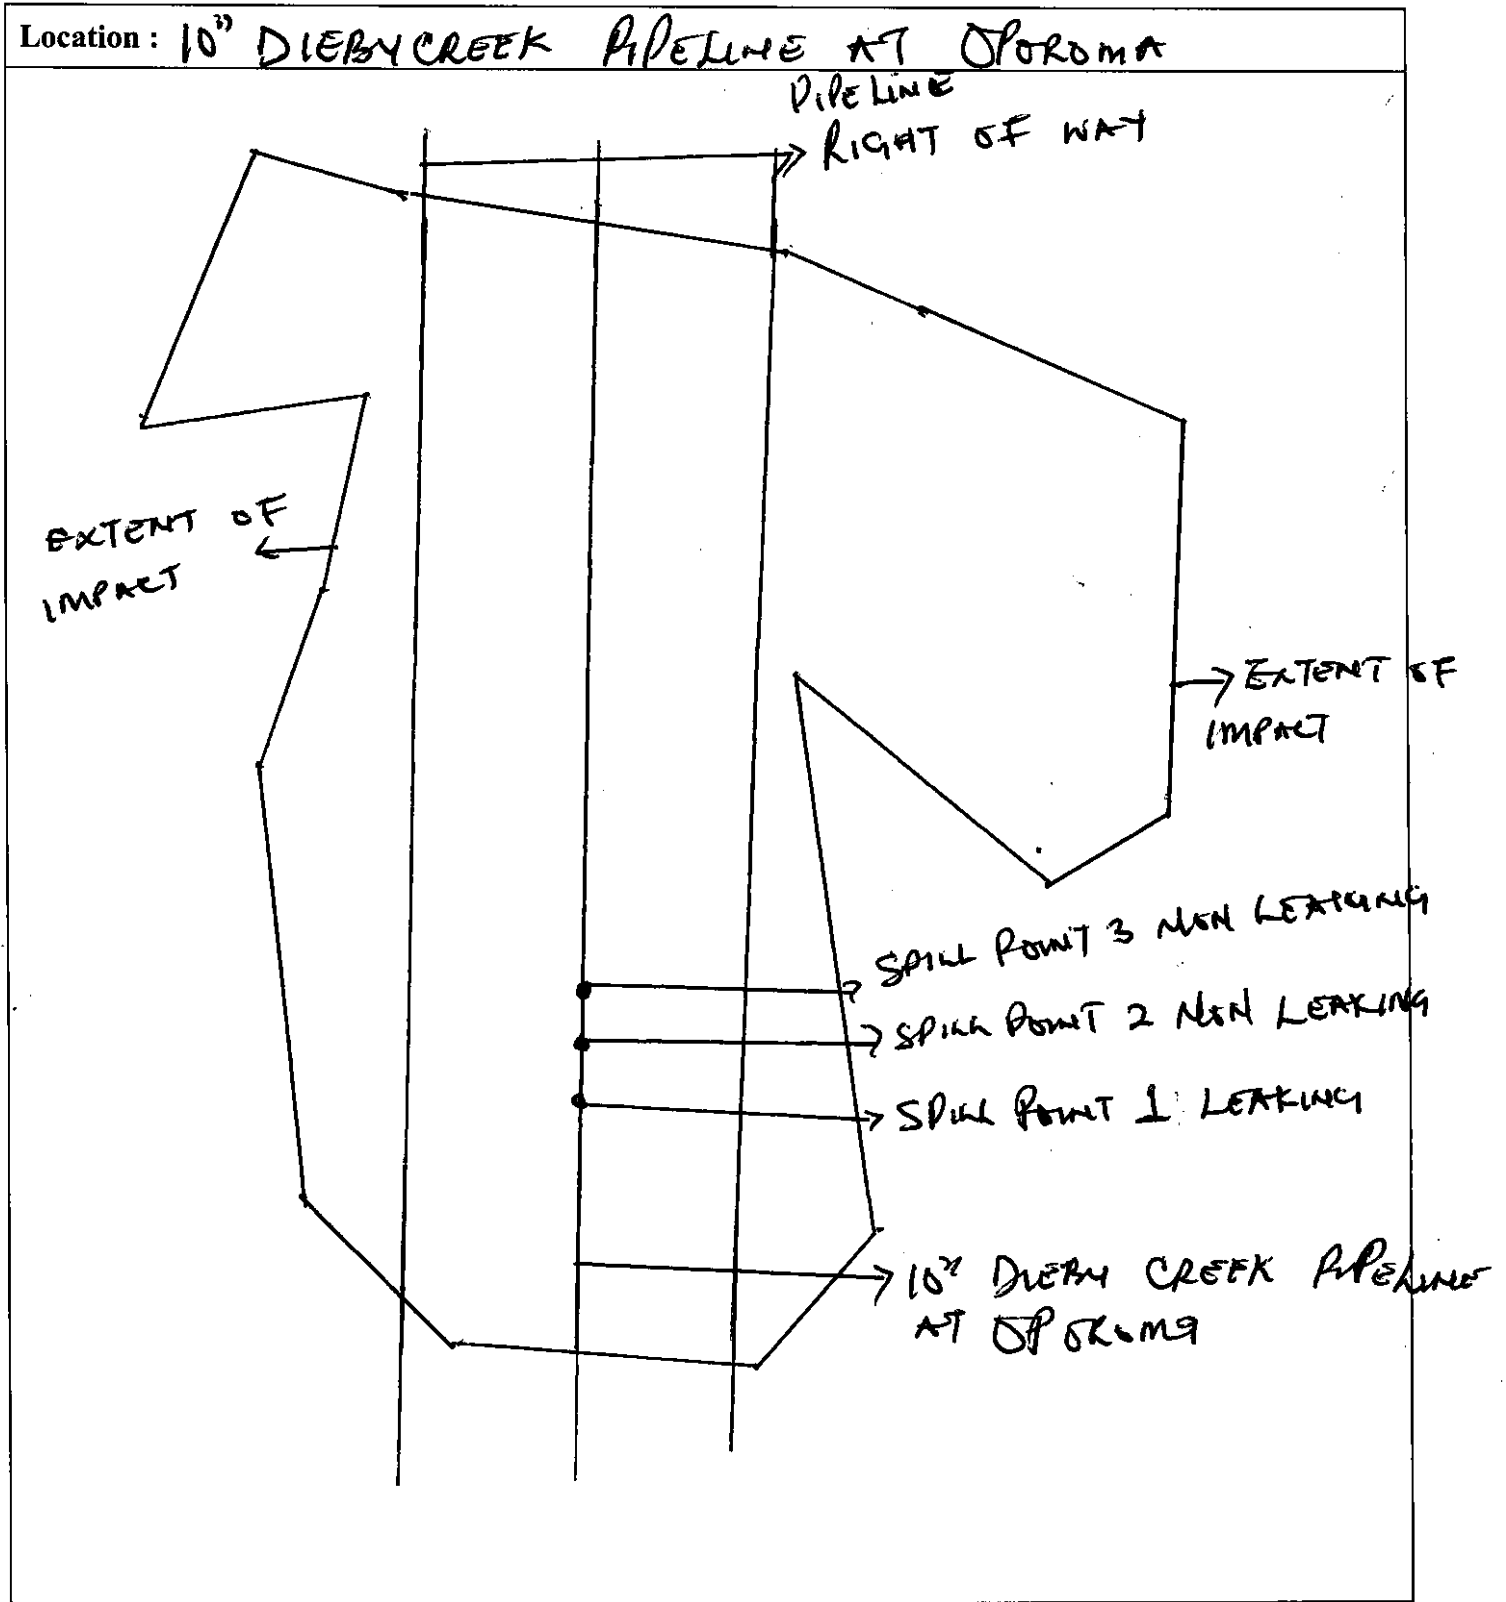 Location : 10" DIEBYCREEK PIPELINE AT OPOROMA
PIPELINE
RIGHT OF WAY
EXTENT OF
IMPACT
EXTENT OF
IMPACT
SPILL POINT 3 NON LEAKING
SPILL POINT 2 NON LEAKING
SPILL POINT 1 LEAKING
10" DIEBY CREEK PIPELINE
AT OPOROMA